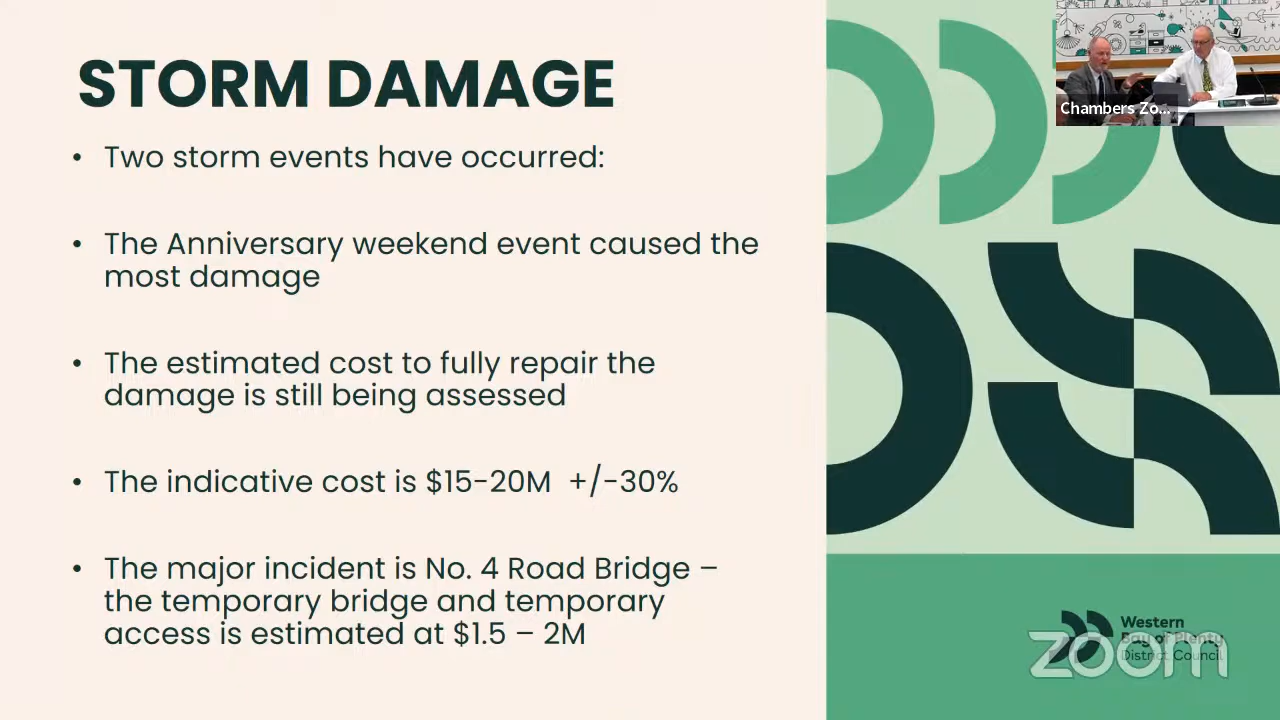 STORM DAMAGE
• Two storm events have occurred:
• The Anniversary weekend event caused the
most damage
• The estimated cost to fully repair the
damage is still being assessed
• The indicative cost is $15-20M +/-30%
• The major incident is No. 4 Road Bridge –
the temporary bridge and temporary
access is estimated at $1.5 – 2M
Chambers Zo...
Western
Bay of Plenty
District Council
zoom